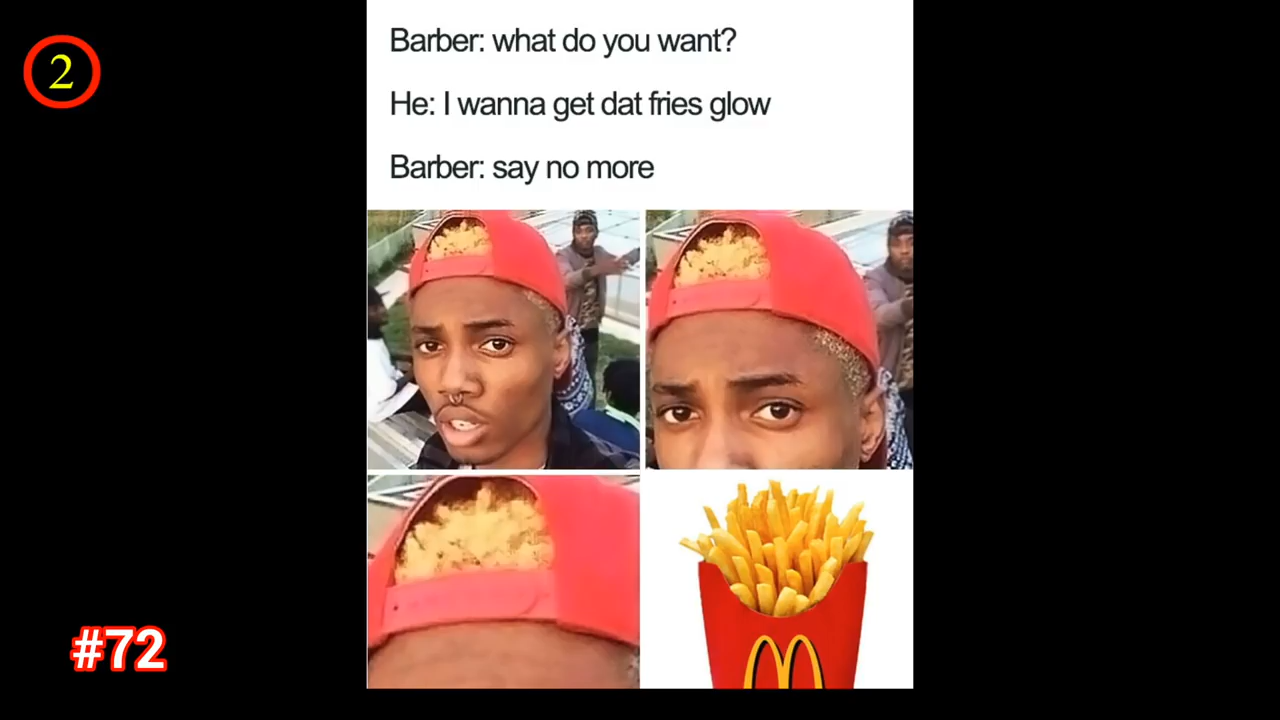 2
Barber: what do you want?
He: I wanna get dat fries glow
Barber: say no more
#72